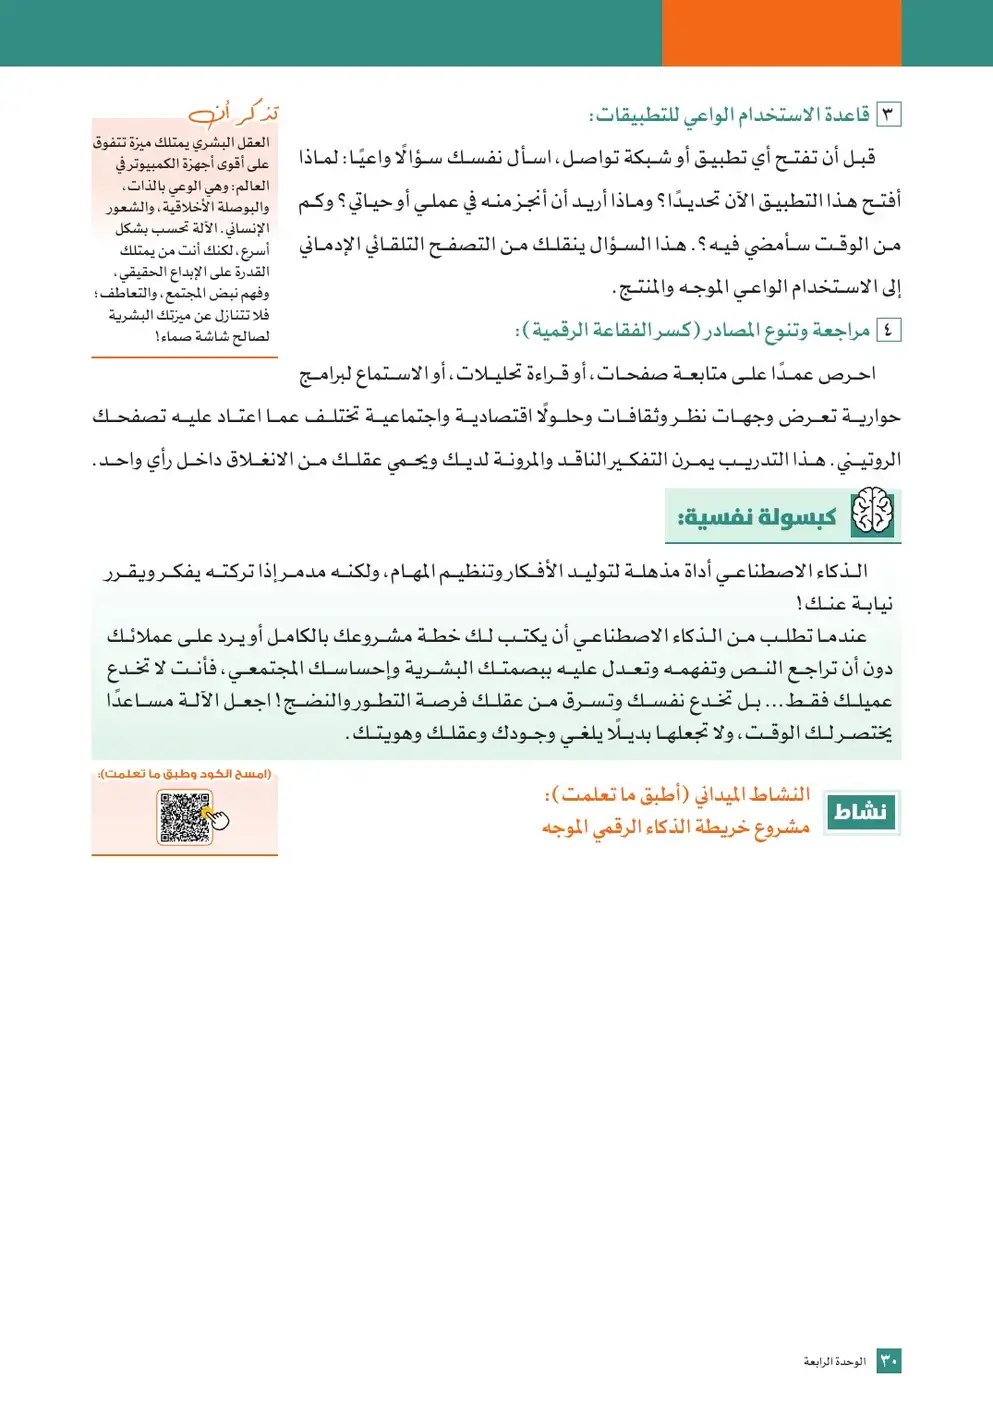 ٣ قاعدة الاستخدام الواعي للتطبيقات:
قبل أن تفتح أي تطبيق أو شبكة تواصل، اسأل نفسك سؤالًا واعيًا: لماذا
أفتح هذا التطبيق الآن تحديدًا؟ وماذا أريد أن أنجز منه في عملي أو حياتي؟ وكم
من الوقت سأمضي فيه؟. هذا السؤال ينقلك من التصفح التلقائي الإدماني
إلى الاستخدام الواعي الموجه والمنتج.
تذكر أن
العقل البشري يمتلك ميزة تتفوق
على أقوى أجهزة الكمبيوتر في
العالم: وهي الوعي بالذات،
والبوصلة الأخلاقية، والشعور
الإنساني. الآلة تحسب بشكل
أسرع، لكنك أنت من يمتلك
القدرة على الإبداع الحقيقي،
وفهم نبض المجتمع، والتعاطف؛
فلا تتنازل عن ميزتك البشرية
لصالح شاشة صماء!
٤ مراجعة وتنوع المصادر (كسر الفقاعة الرقمية):
احرص عمدًا على متابعة صفحات، أو قراءة تحليلات، أو الاستماع لبرامج
حوارية تعرض وجهات نظر وثقافات وحلولًا اقتصادية واجتماعية تختلف عما اعتاد عليه تصفحك
الروتيني. هذا التدريب يمرن التفكير الناقد والمرونة لديك ويحمي عقلك من الانغلاق داخل رأي واحد.
كبسولة نفسية:
الذكاء الاصطناعي أداة مذهلة لتوليد الأفكار وتنظيم المهام، ولكنه مدمر إذا تركته يفكر ويقرر
نيابة عنك!
عندما تطلب من الذكاء الاصطناعي أن يكتب لك خطة مشروعك بالكامل أو يرد على عملائك
دون أن تراجع النص وتفهمه وتعدل عليه ببصمتك البشرية وإحساسك المجتمعي، فأنت لا تخدع
عميلك فقط... بل تخدع نفسك وتسرق من عقلك فرصة التطور والنضج! اجعل الآلة مساعدًا
يختصر لك الوقت، ولا تجعلها بديلًا يلغي وجودك وعقلك وهويتك.
نشاط
النشاط الميداني (أطبق ما تعلمت):
مشروع خريطة الذكاء الرقمي الموجه
(امسح الكود وطبق ما تعلمت):
٣٠ الوحدة الرابعة